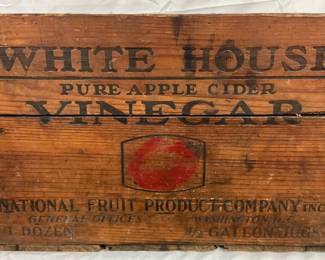 WHITE HOUSE
PURE APPLE CIDER
VINEGAR
NATIONAL FRUIT PRODUCT COMPANY INC
GENERAL OFFICES WASHINGTON, D.C.
1 DOZEN ½ GALLON JUGS